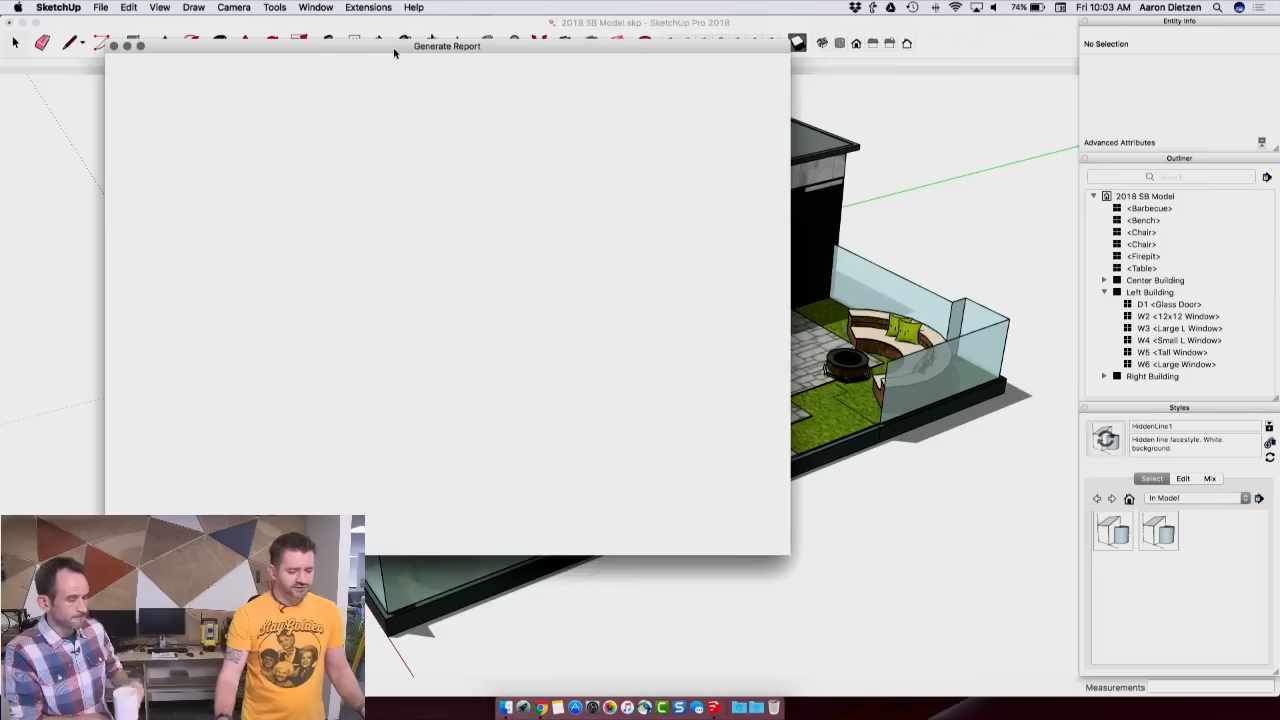 SketchUp File Edit View Draw Camera Tools Window Extensions Help
74% Fri 10:03 AM Aaron Dietzen
2018 SB Model.skp - SketchUp Pro 2018
Generate Report
Entity Info
No Selection
Advanced Attributes
Outliner
Search
2018 SB Model
<Barbecue>
<Bench>
<Chair>
<Chair>
<Firepit>
<Table>
Center Building
Left Building
D1 <Glass Door>
W2 <12x12 Window>
W3 <Large L Window>
W4 <Small L Window>
W5 <Tall Window>
W6 <Large Window>
Right Building
Styles
HiddenLine1
Hidden line facestyle. White
background.
Select Edit Mix
In Model
Measurements
Stay Golden